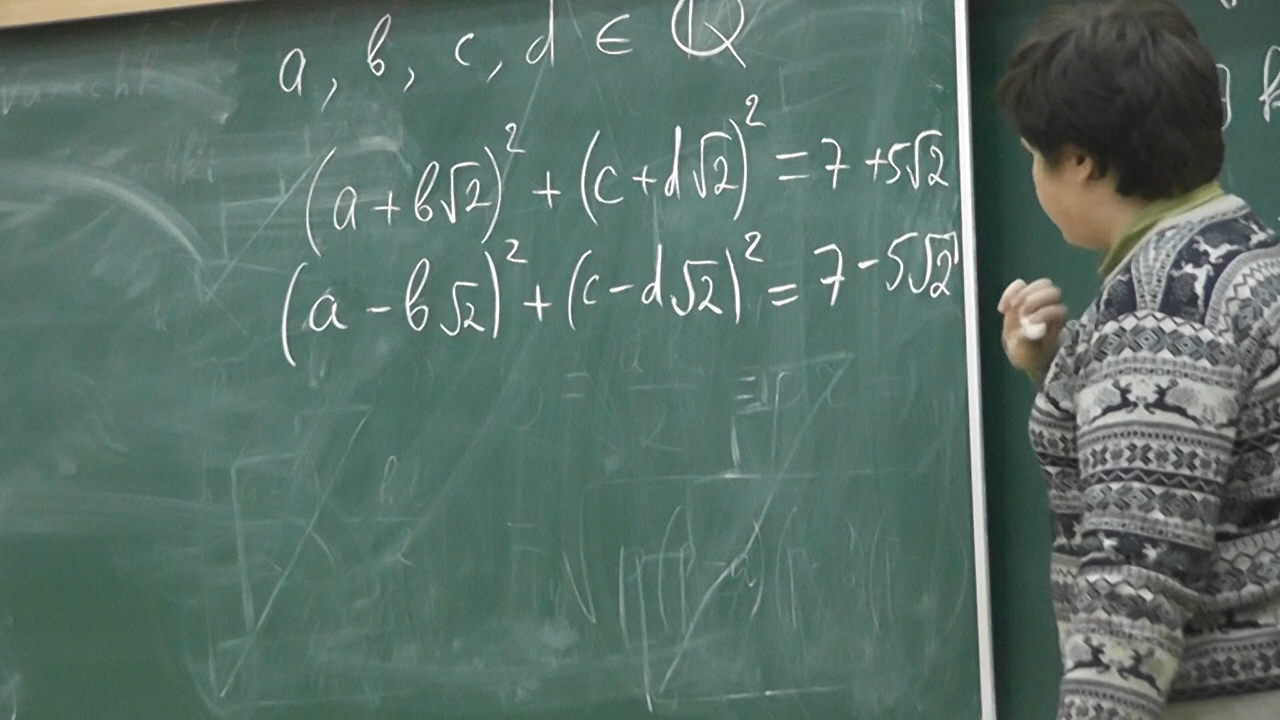 a, b, c, d ∈ ℚ
(a + b√2)² + (c + d√2)² = 7 + 5√2
(a - b√2)² + (c - d√2)² = 7 - 5√2